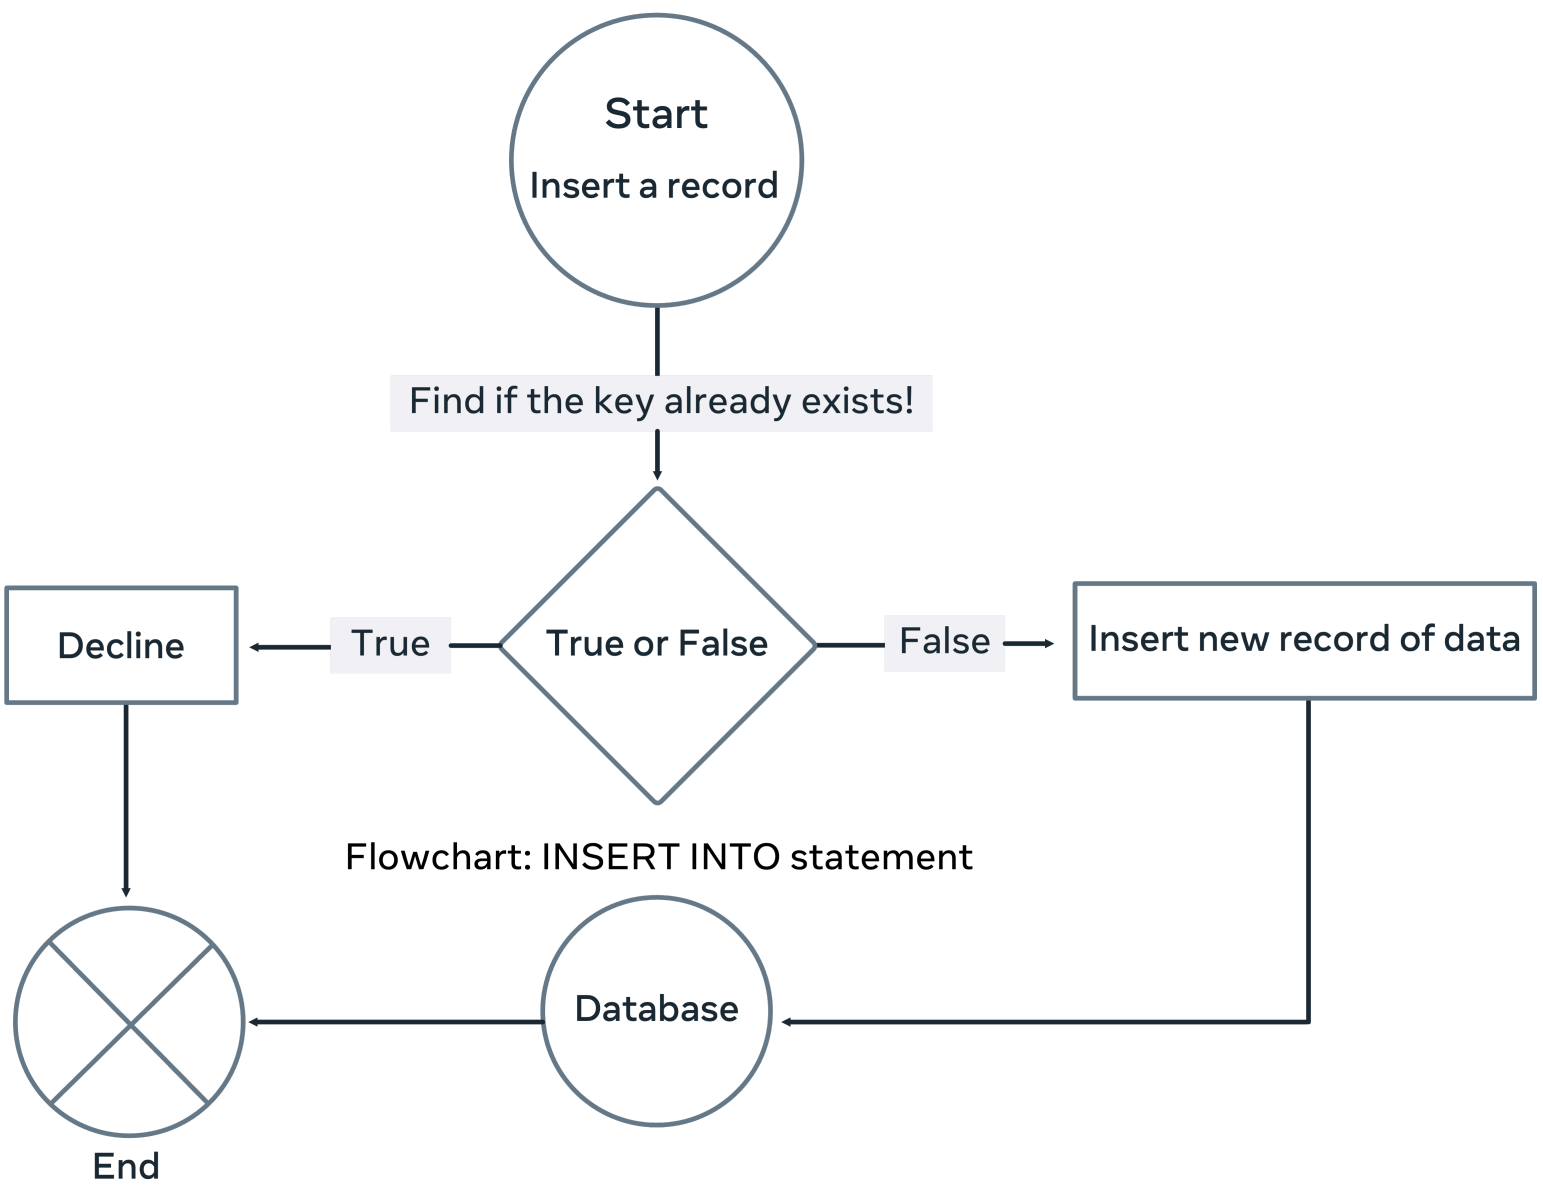 Start
Insert a record
Find if the key already exists!
Decline
True
True or False
False
Insert new record of data
Flowchart: INSERT INTO statement
Database
End